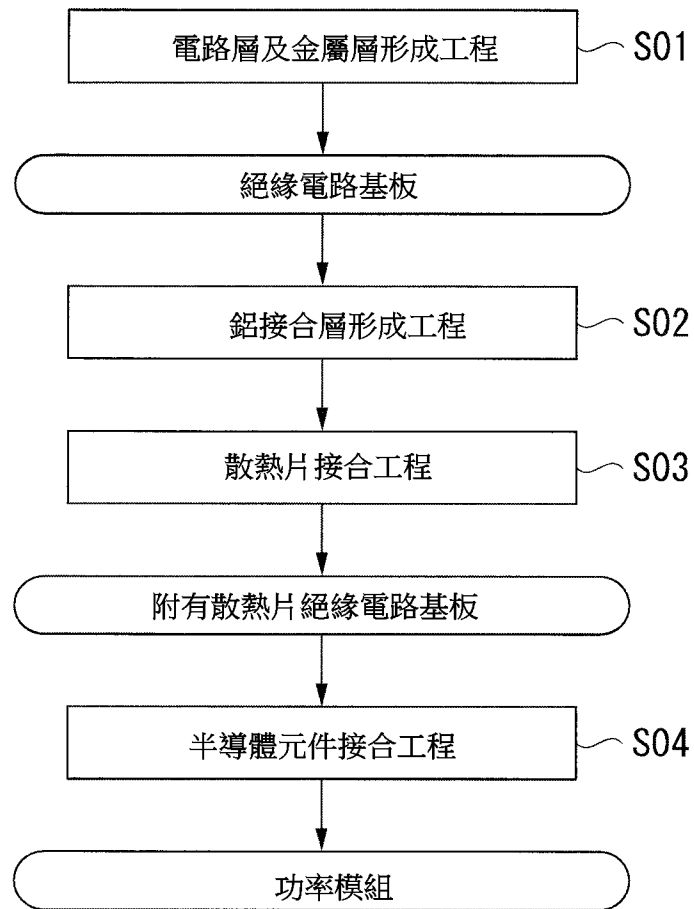 電路層及金屬層形成工程 S01
絕緣電路基板
鋁接合層形成工程 S02
散熱片接合工程 S03
附有散熱片絕緣電路基板
半導體元件接合工程 S04
功率模組